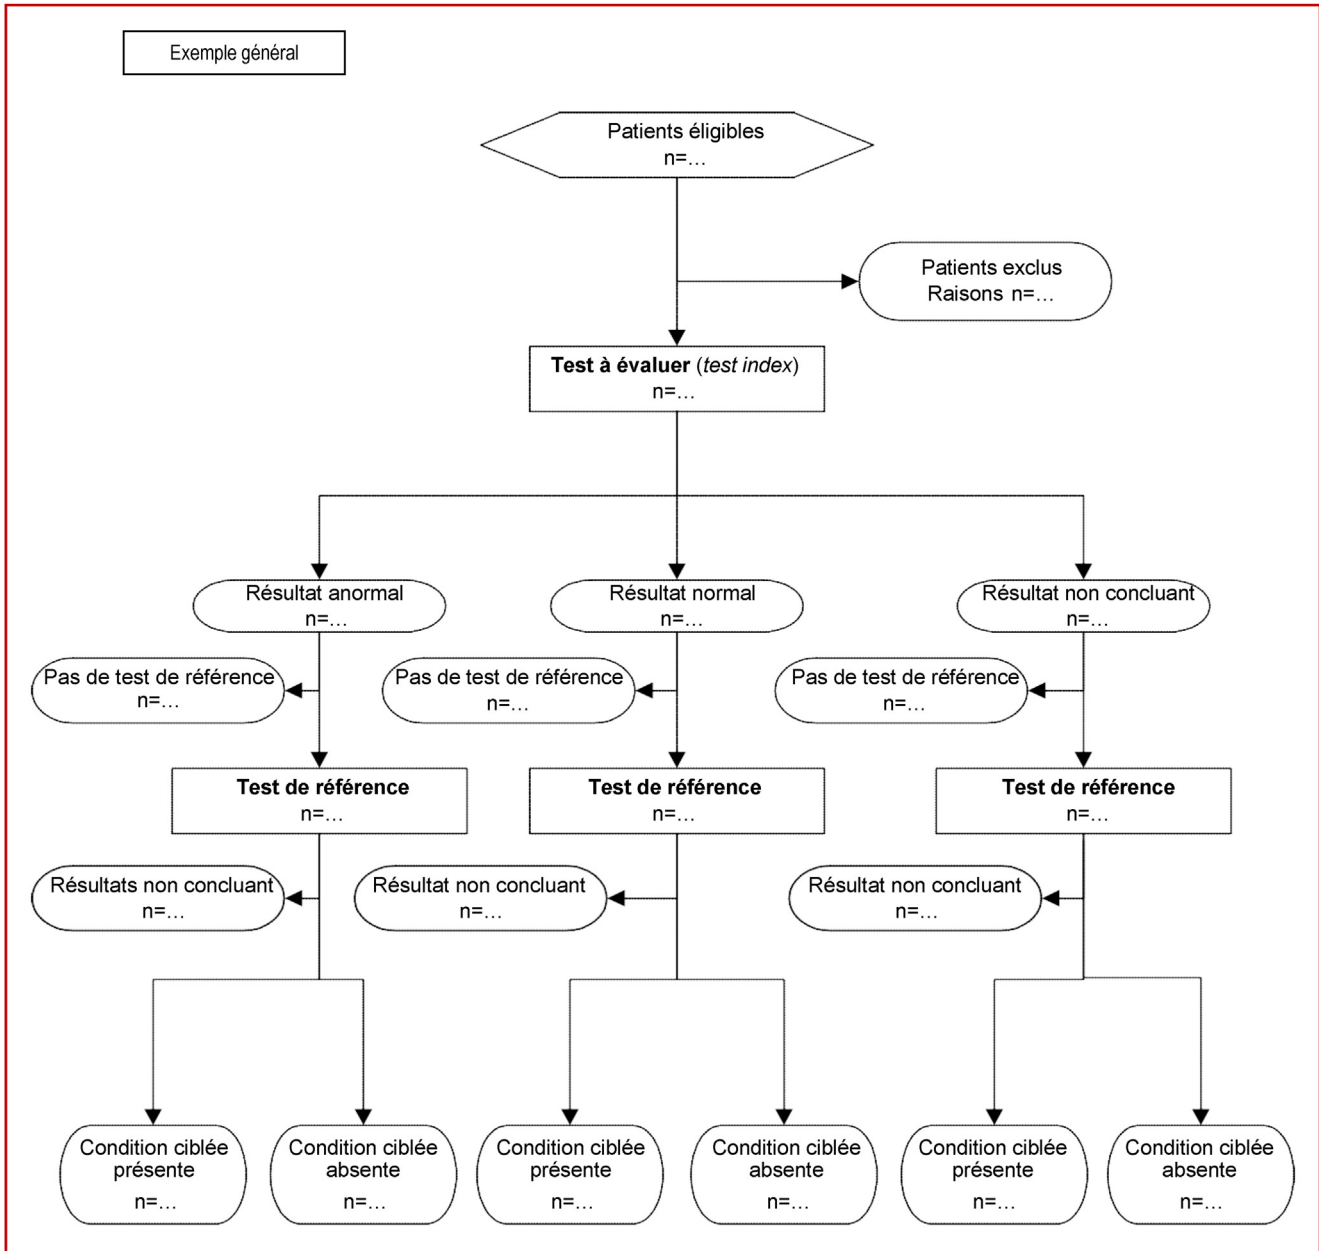 Exemple général
Patients éligibles
n=…
Patients exclus
Raisons n=…
Test à évaluer (test index)
n=…
Résultat anormal
n=…
Résultat normal
n=…
Résultat non concluant
n=…
Pas de test de référence
n=…
Pas de test de référence
n=…
Pas de test de référence
n=…
Test de référence
n=…
Test de référence
n=…
Test de référence
n=…
Résultats non concluant
n=…
Résultat non concluant
n=…
Résultat non concluant
n=…
Condition ciblée
présente
n=…
Condition ciblée
absente
n=…
Condition ciblée
présente
n=…
Condition ciblée
absente
n=…
Condition ciblée
présente
n=…
Condition ciblée
absente
n=…